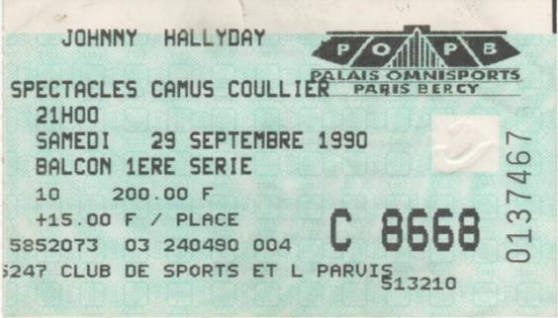 JOHNNY HALLYDAY
P O P B
PALAIS OMNISPORTS
PARIS BERCY
SPECTACLES CAMUS COULLIER
21H00
SAMEDI 29 SEPTEMBRE 1990
BALCON 1ERE SERIE
10 200.00 F
+15.00 F / PLACE
C 8668
5852073 03 240490 004
5247 CLUB DE SPORTS ET L PARVIS
513210
0137467